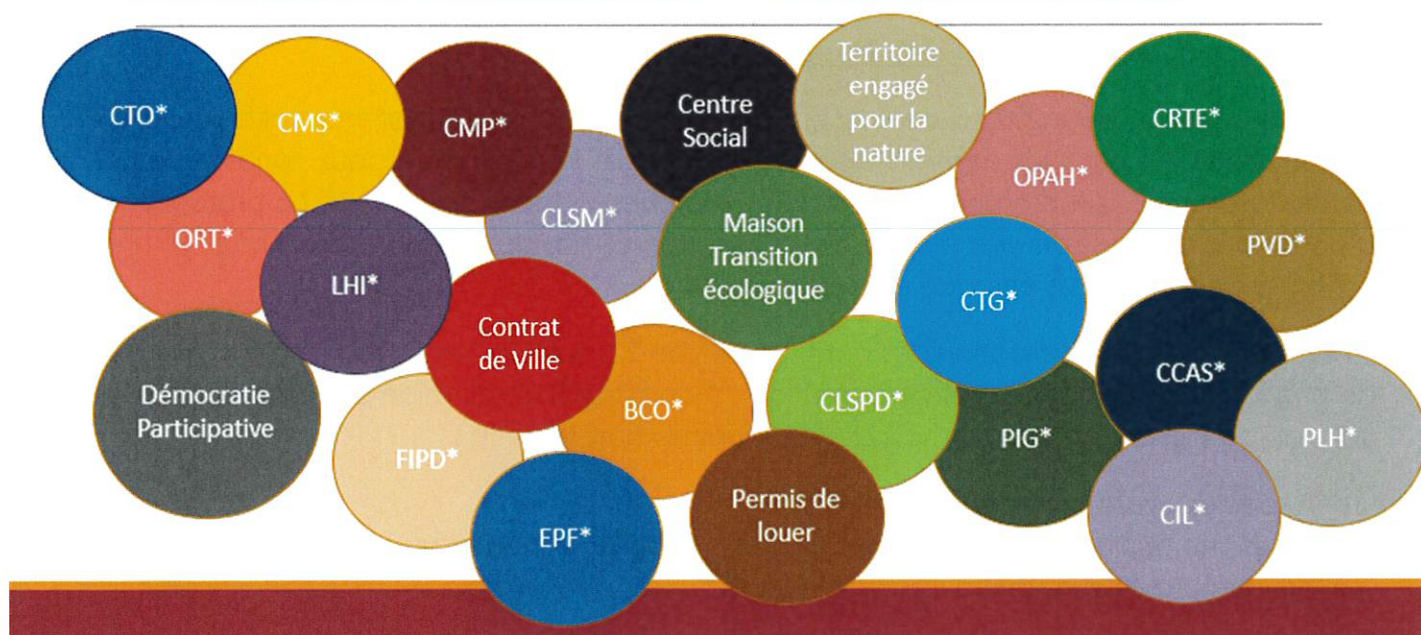 CTO*
CMS*
CMP*
Centre
Social
Territoire
engagé
pour la
nature
CRTE*
OPAH*
ORT*
CLSM*
PVD*
LHI*
Maison
Transition
écologique
CTG*
Contrat
de Ville
CCAS*
Démocratie
Participative
BCO*
CLSPD*
FIPD*
PIG*
PLH*
EPF*
Permis de
louer
CIL*